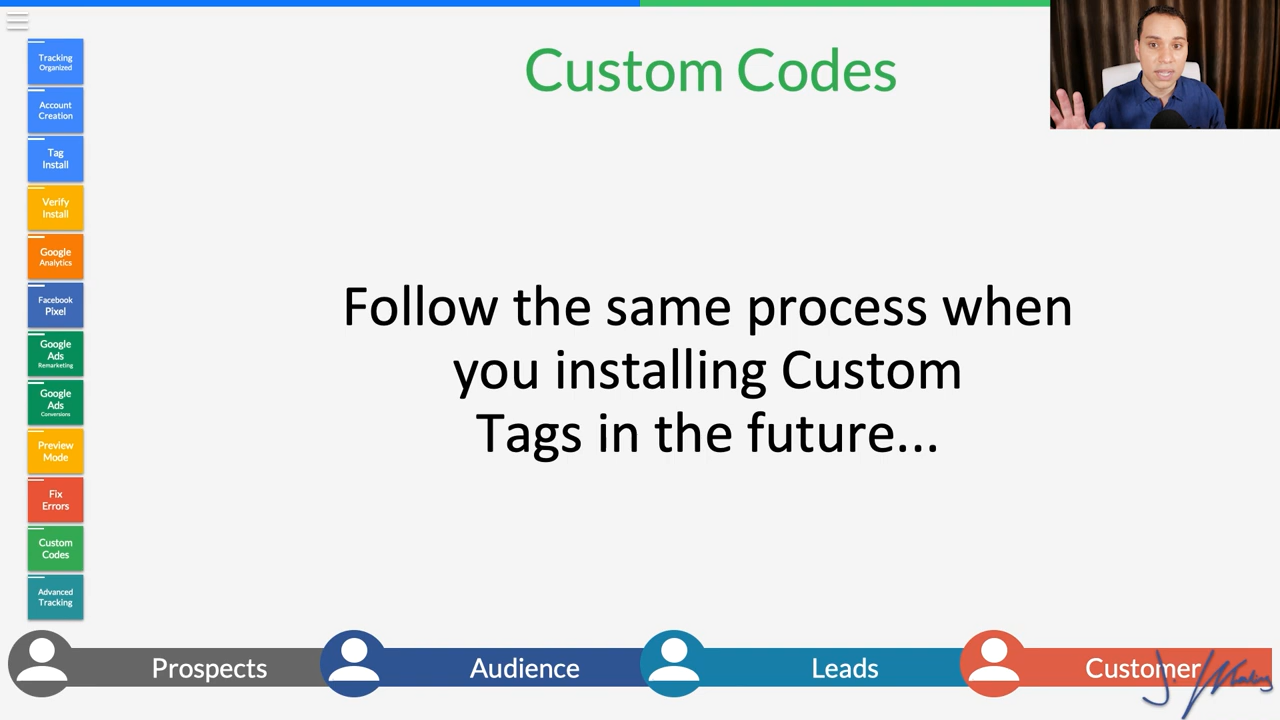 Custom Codes
Tracking
Organized
Account
Creation
Tag
Install
Verify
Install
Google
Analytics
Facebook
Pixel
Google
Ads
Remarketing
Google
Ads
Conversions
Preview
Mode
Fix
Errors
Custom
Codes
Advanced
Tracking
Follow the same process when
you installing Custom
Tags in the future...
Prospects
Audience
Leads
Customer